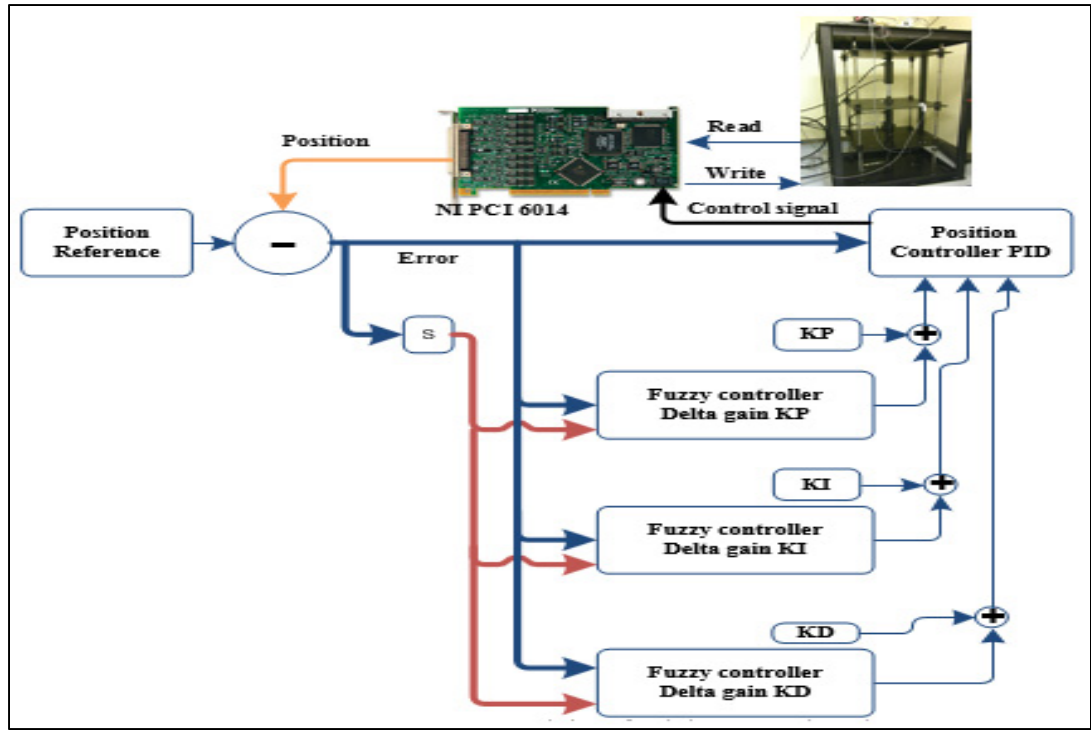 Read
Position
Write
NI PCI 6014
Control signal
Position
Reference
-
Error
Position
Controller PID
S
KP
+
Fuzzy controller
Delta gain KP
KI
+
Fuzzy controller
Delta gain KI
KD
+
Fuzzy controller
Delta gain KD